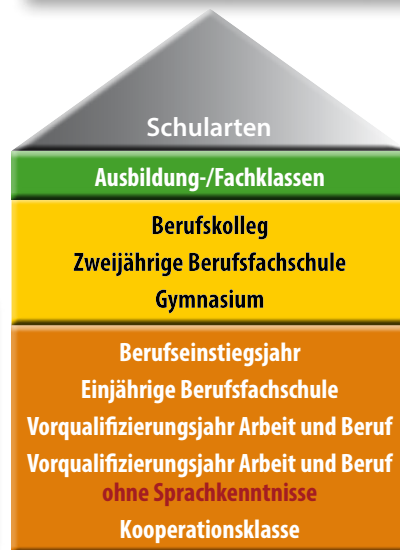 Schularten
Ausbildung-/Fachklassen
Berufskolleg
Zweijährige Berufsfachschule
Gymnasium
Berufseinstiegsjahr
Einjährige Berufsfachschule
Vorqualifizierungsjahr Arbeit und Beruf
Vorqualifizierungsjahr Arbeit und Beruf
ohne Sprachkenntnisse
Kooperationsklasse